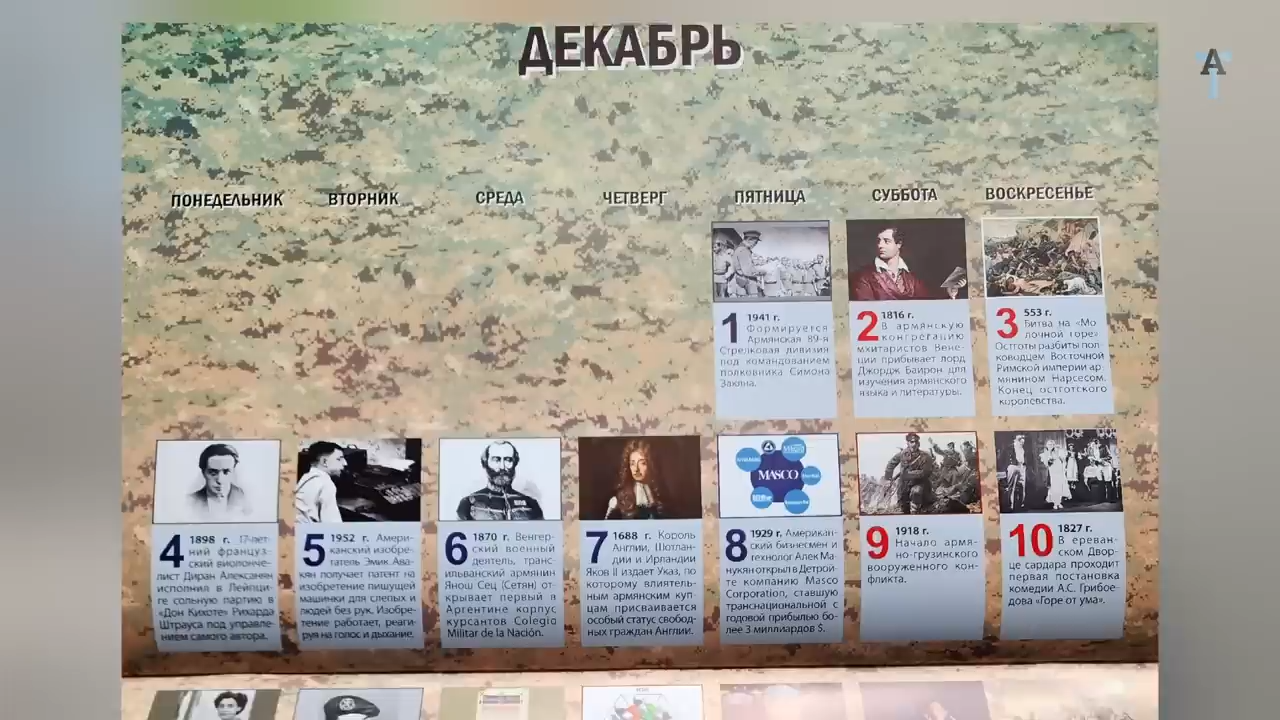 ДЕКАБРЬ
ПОНЕДЕЛЬНИК ВТОРНИК СРЕДА ЧЕТВЕРГ ПЯТНИЦА СУББОТА ВОСКРЕСЕНЬЕ
1 1941 г.
Формируется
Армянская 89-я
Стрелковая дивизия
под командованием
полковника Симона
Закяна.
2 1816 г.
В армянскую
конгрегацию
мхитаристов Вене-
ции прибывает лорд
Джордж Байрон для
изучения армянского
языка и литературы.
3 553 г.
Битва на «Мо
лочной горе»
Остготы разбиты пол-
ководцем Восточной
Римской империи ар-
мянином Нарсесом.
Конец остготского
королевства.
4 1898 г. 17-лет-
ний француз-
ский виолонче-
лист Диран Алексанян
исполнил в Лейпци-
ге сольную партию в
«Дон Кихоте» Рихарда
Штрауса под управле-
нием самого автора.
5 1952 г. Амери-
канский изобре-
татель Эмик Ава-
кян получает патент на
изобретение пишущей
машинки для слепых и
людей без рук. Изобре-
тение работает, реаги-
руя на голос и дыхание.
6 1870 г. Венгер-
ский военный
деятель, транс-
ильванский армянин
Янош Сец (Сетян) от-
крывает первый в
Аргентине корпус
курсантов Colegio
Militar de la Nación.
7 1688 г. Король
Англии, Шотлан-
дии и Ирландии
Яков II издает Указ, по
которому влиятель-
ным армянским куп-
цам присваивается
особый статус свобод-
ных граждан Англии.
MASCO
8 1929 г. Американ-
ский бизнесмен и
технолог Алек Ма-
нукян открыл в Детрой-
те компанию Masco
Corporation, ставшую
транснациональной с
годовой прибылью бо-
лее 3 миллиардов $.
9 1918 г.
Начало армя-
но-грузинского
вооруженного кон-
фликта.
10 1827 г.
В ереван-
ском Двор-
це сардара проходит
первая постановка
комедии А.С. Грибое-
дова «Горе от ума».